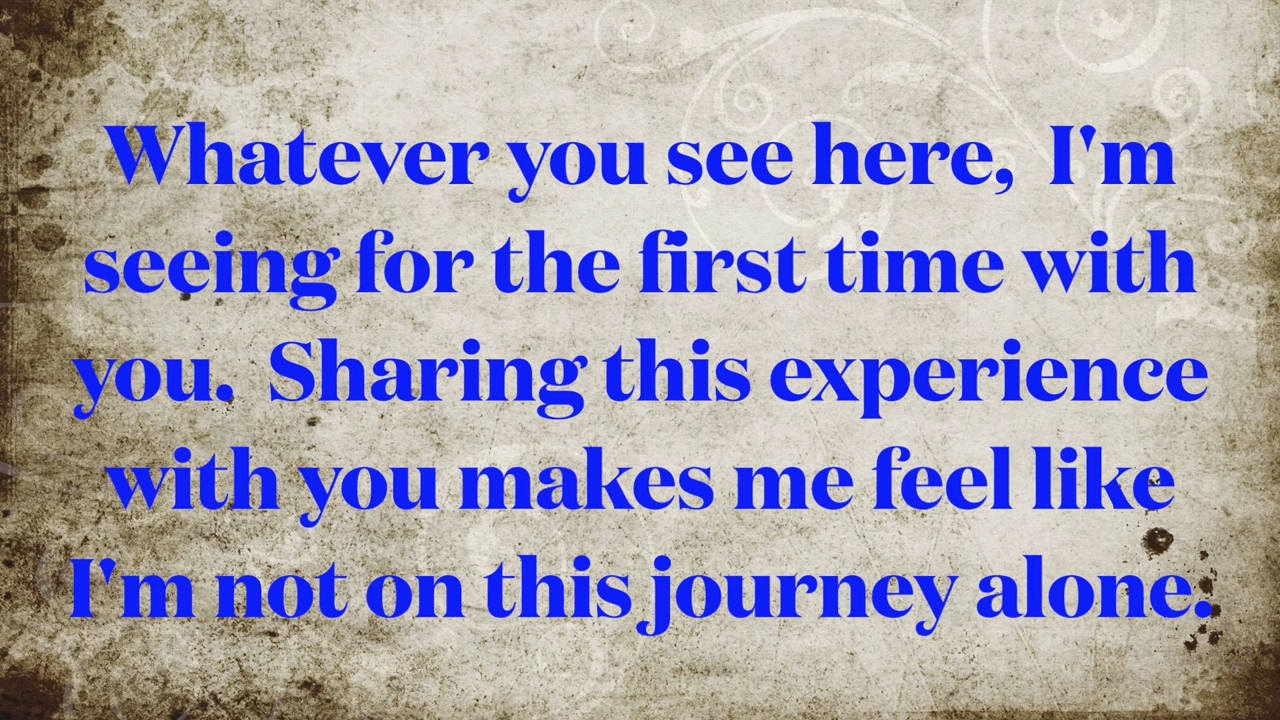 Whatever you see here,  I'm
seeing for the first time with
you.  Sharing this experience
with you makes me feel like
I'm not on this journey alone.